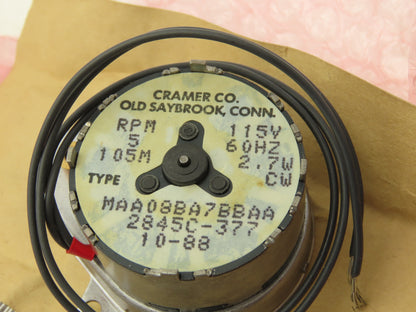 CRAMER CO.
OLD SAYBROOK, CONN.
RPM 115V
5 60HZ
105M 2.7W
TYPE CW
MAA08BA7BBAA
2845C-377
10-88